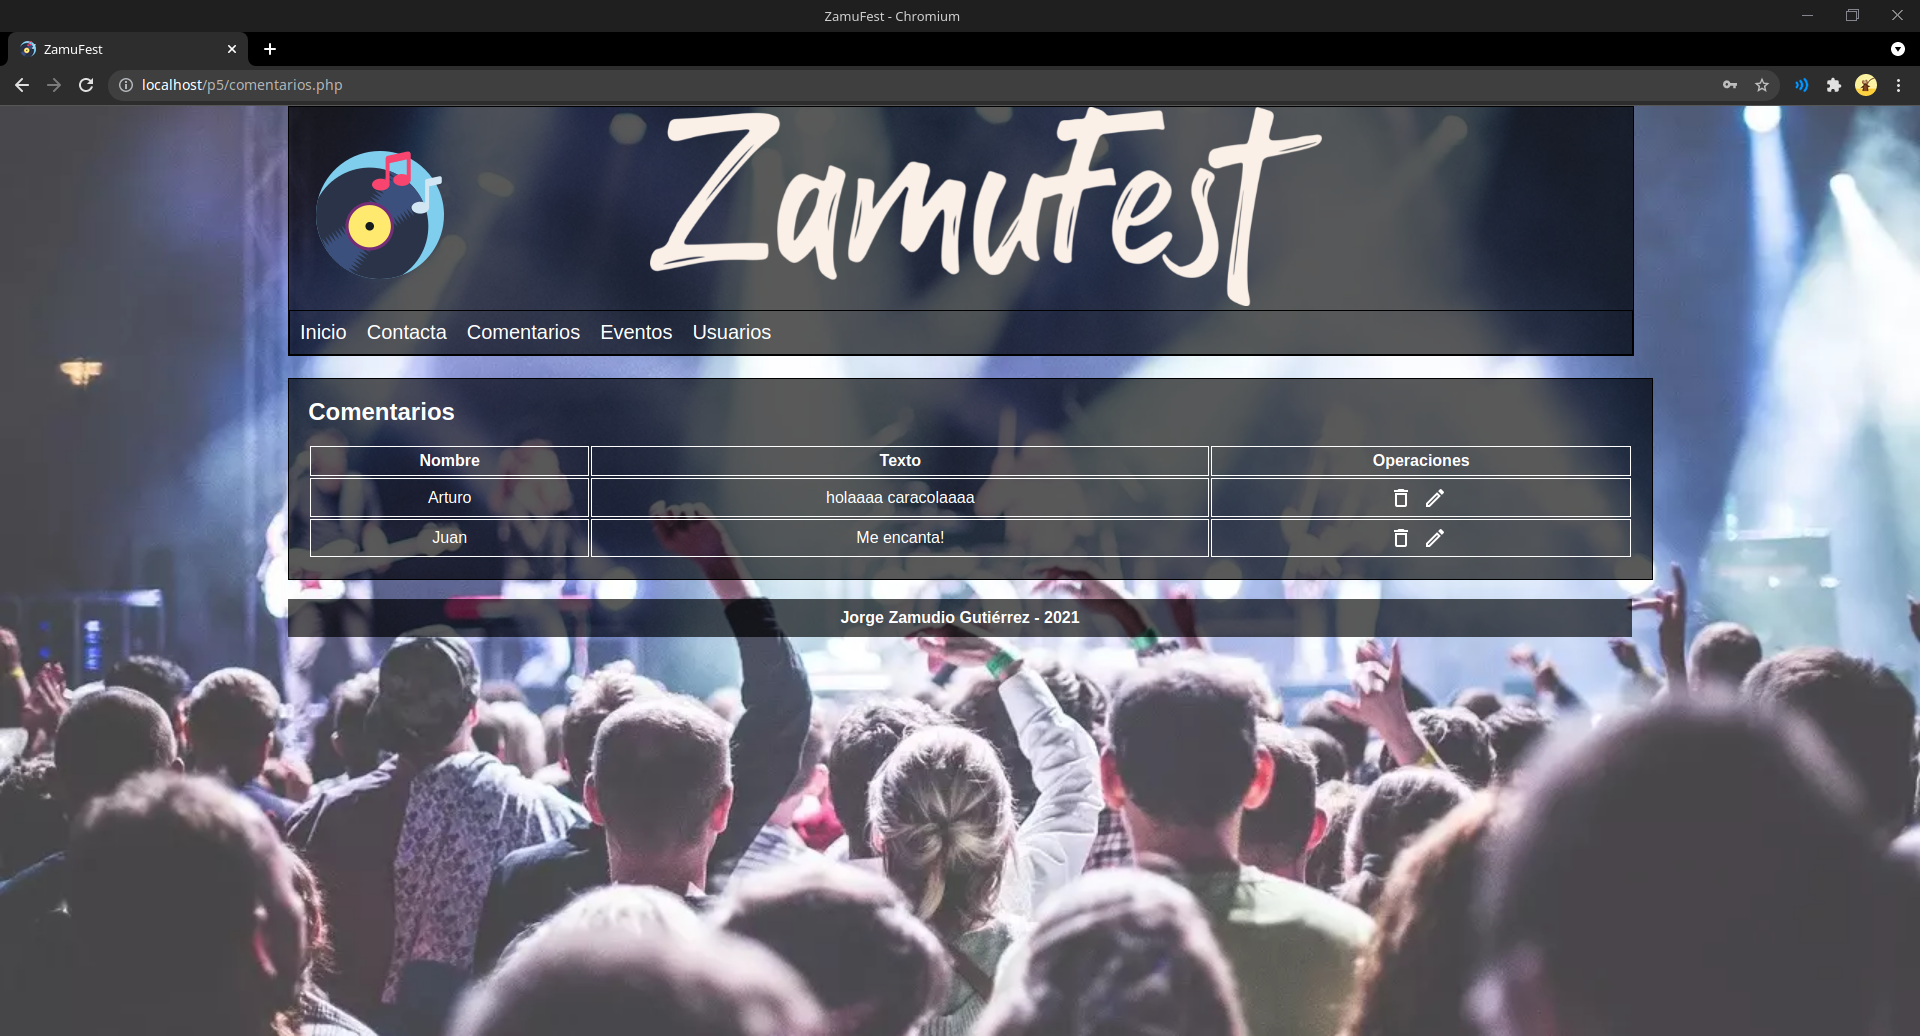 ZamuFest - Chromium
ZamuFest
localhost/p5/comentarios.php
ZamuFest
Inicio Contacta Comentarios Eventos Usuarios
Comentarios
Nombre Texto Operaciones
Arturo holaaaa caracolaaaa
Juan Me encanta!
Jorge Zamudio Gutiérrez - 2021